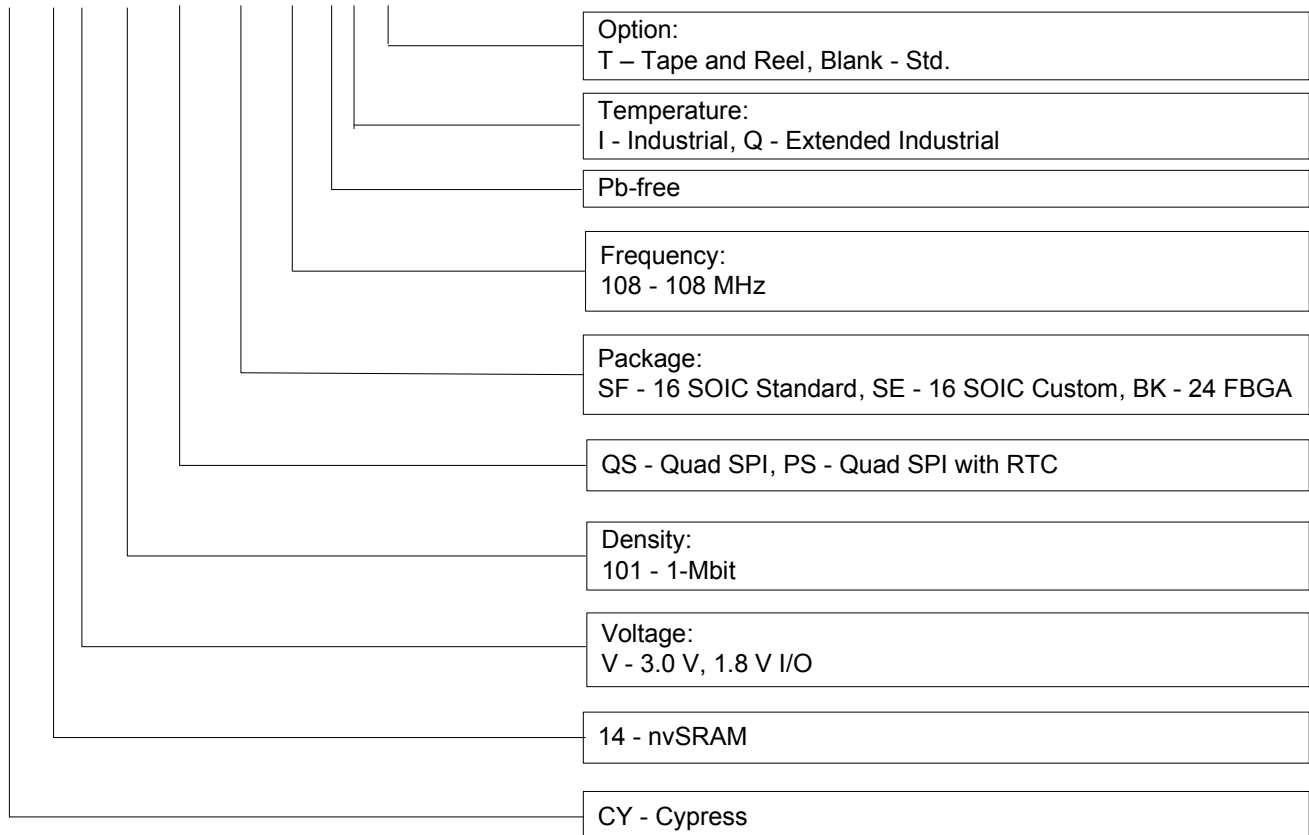 Option:
T – Tape and Reel, Blank - Std.
Temperature:
I - Industrial, Q - Extended Industrial
Pb-free
Frequency:
108 - 108 MHz
Package:
SF - 16 SOIC Standard, SE - 16 SOIC Custom, BK - 24 FBGA
QS - Quad SPI, PS - Quad SPI with RTC
Density:
101 - 1-Mbit
Voltage:
V - 3.0 V, 1.8 V I/O
14 - nvSRAM
CY - Cypress